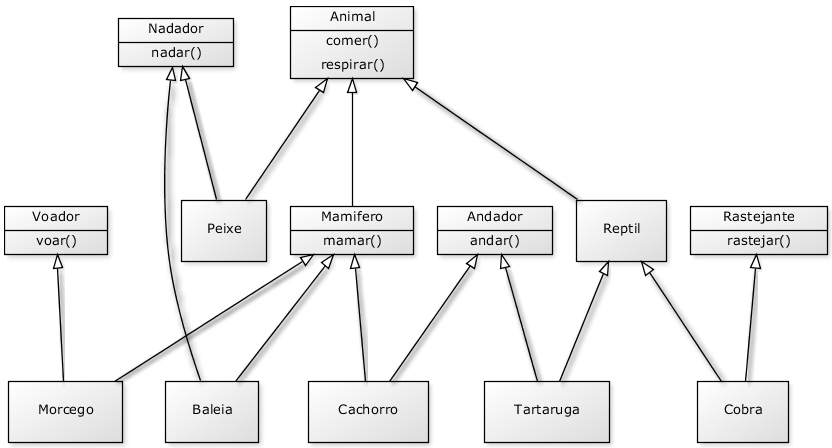 Nadador
nadar()
Animal
comer()
respirar()
Voador
voar()
Peixe
Mamifero
mamar()
Andador
andar()
Reptil
Rastejante
rastejar()
Morcego
Baleia
Cachorro
Tartaruga
Cobra